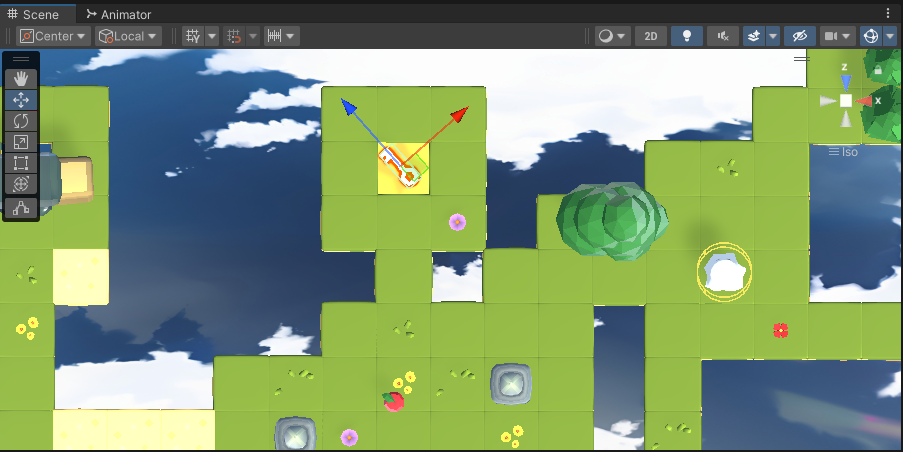 Scene
Animator
Center
Local
2D
z
x
Iso